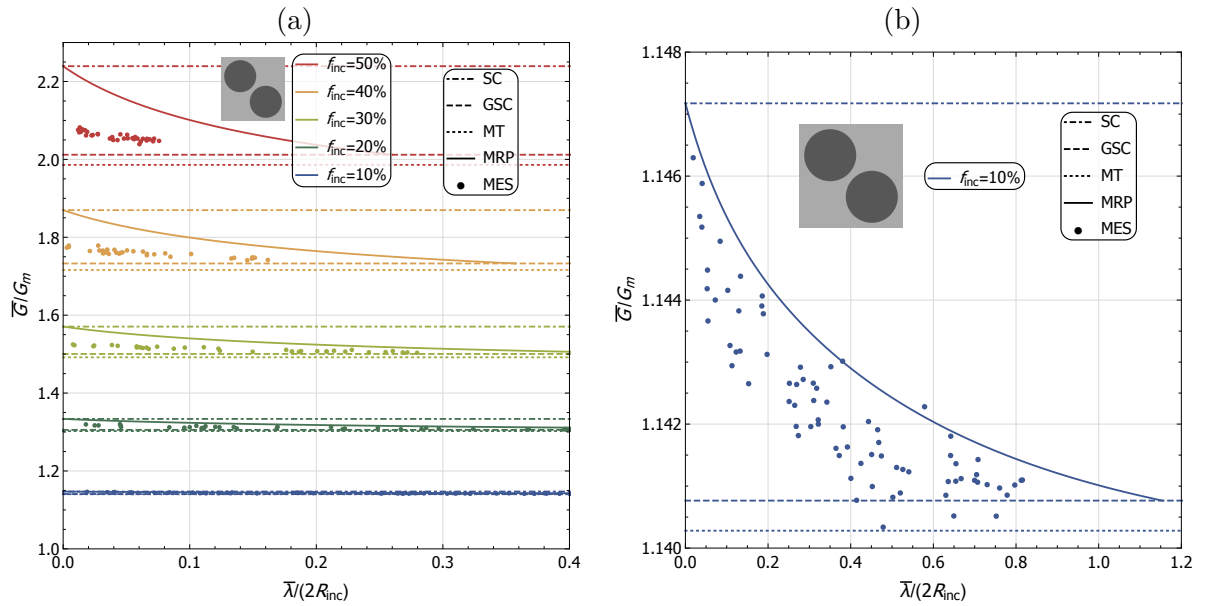 (a)
G̅/Gₘ
2.2
2.0
1.8
1.6
1.4
1.2
1.0
0.0 0.1 0.2 0.3 0.4
λ̅/(2R_inc)
f_inc=50%
f_inc=40%
f_inc=30%
f_inc=20%
f_inc=10%
SC
GSC
MT
MRP
MES
(b)
G̅/Gₘ
1.148
1.146
1.144
1.142
1.140
0.0 0.2 0.4 0.6 0.8 1.0 1.2
λ̅/(2R_inc)
f_inc=10%
SC
GSC
MT
MRP
MES